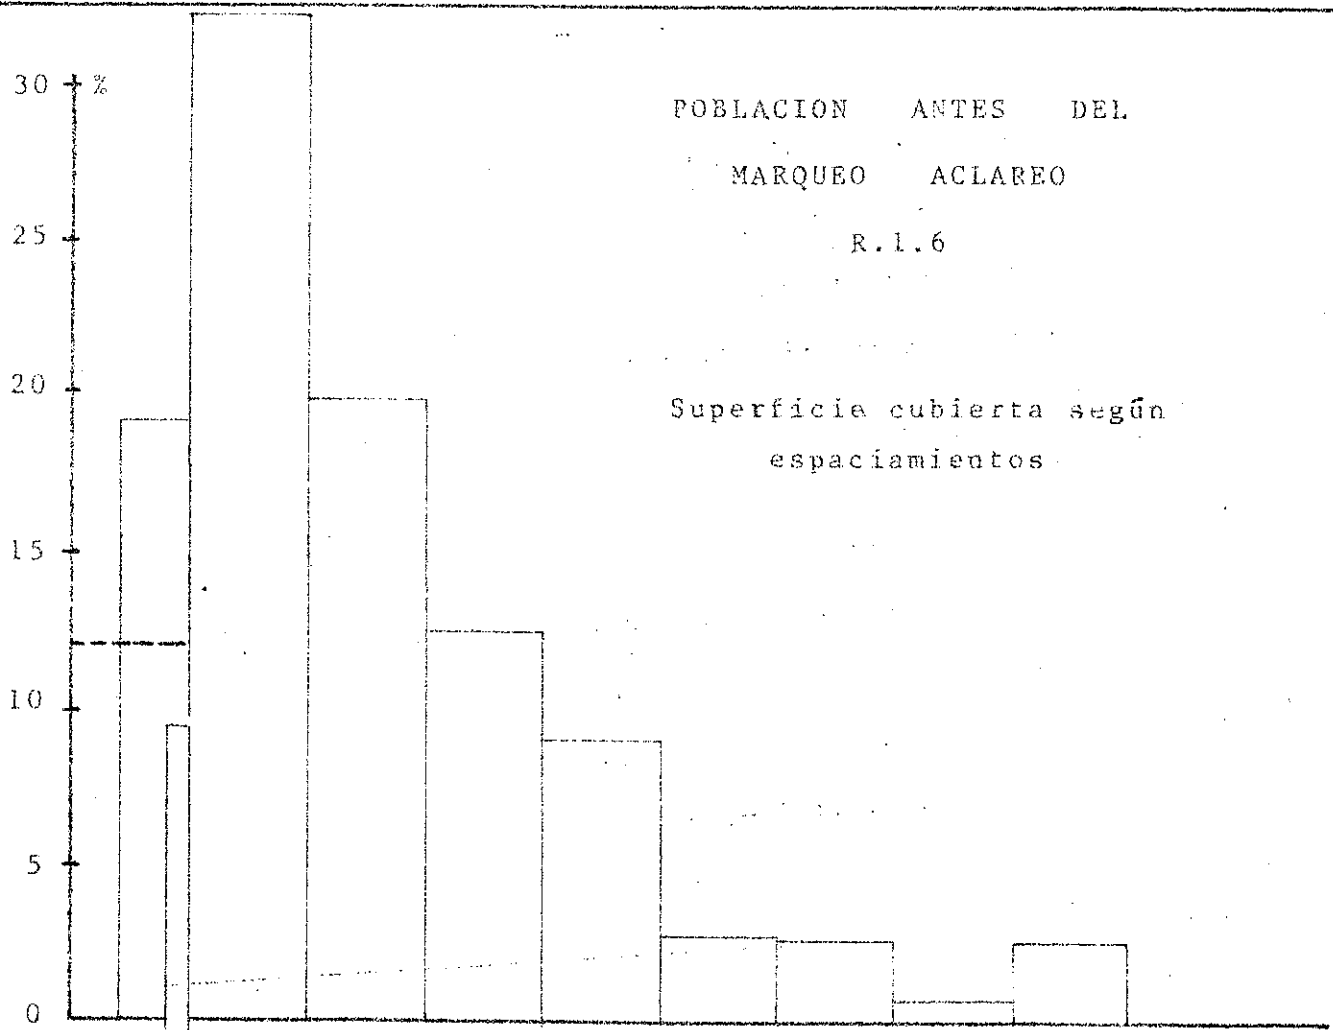 30 %
POBLACION ANTES DEL
MARQUEO ACLAREO
25
R.1.6
20
Superficie cubierta según
espaciamientos
15
10
5
0